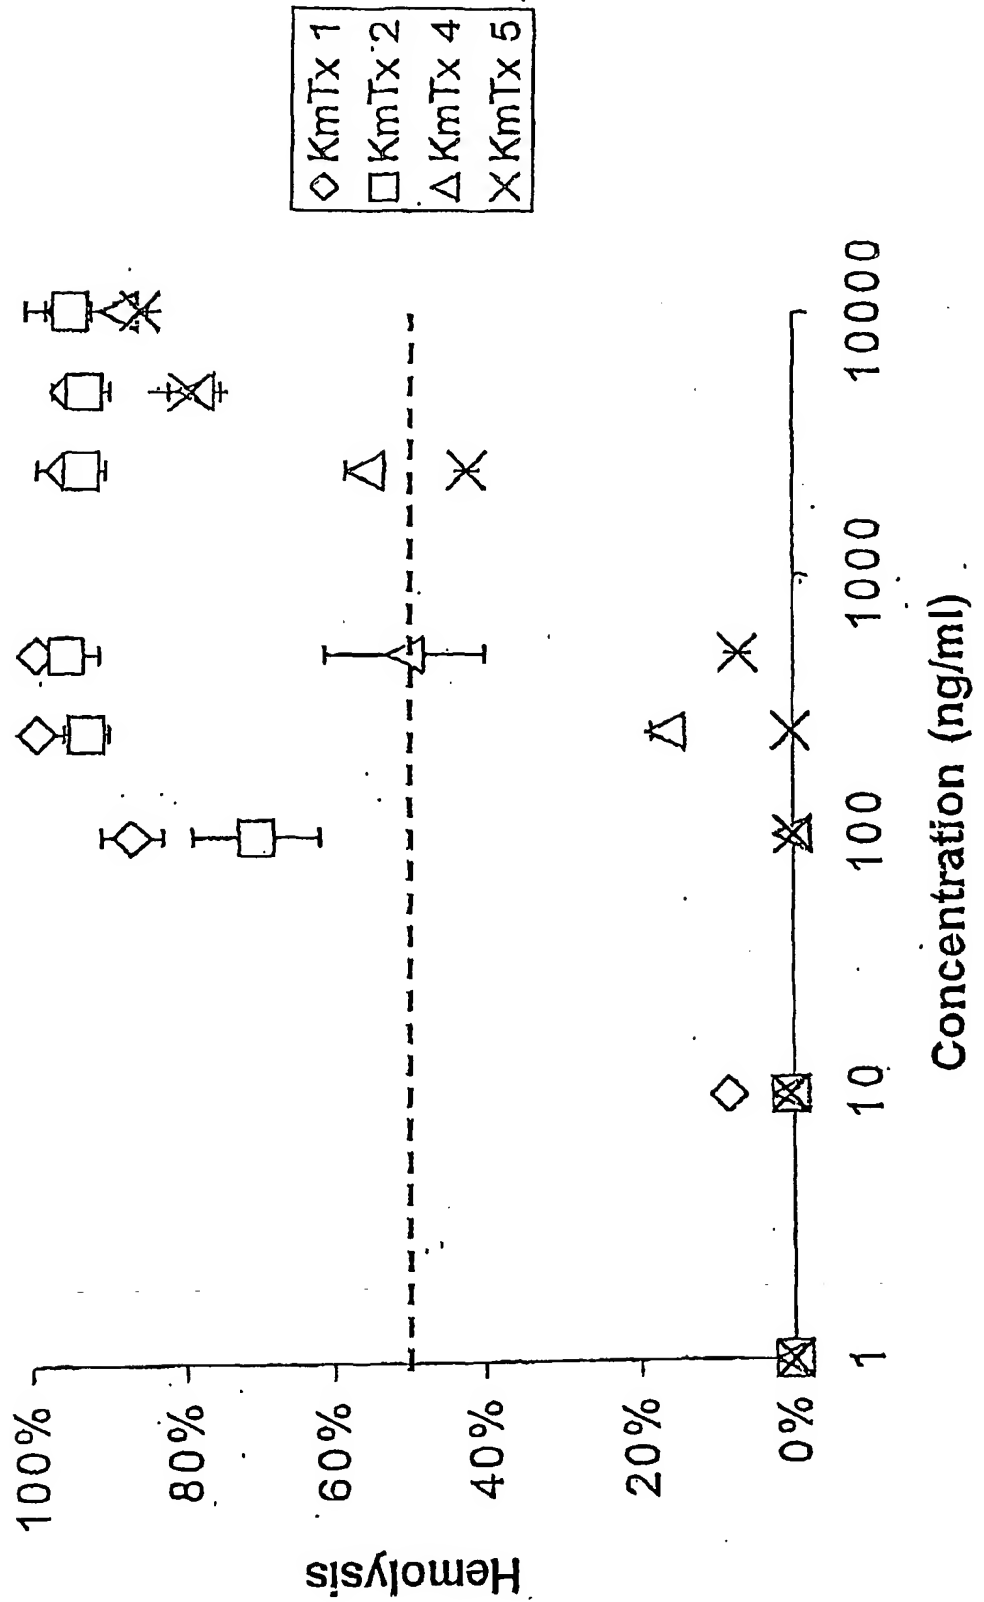 Hemolysis
100%
80%
60%
40%
20%
0%
1
10
100
1000
10000
Concentration (ng/ml)
KmTx 1
KmTx 2
KmTx 4
KmTx 5